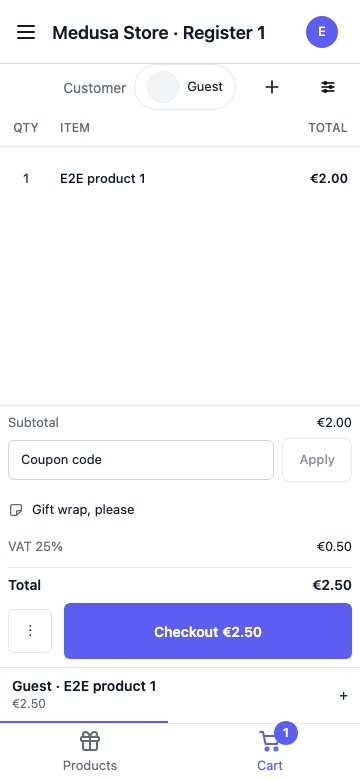 Medusa Store · Register 1 E
Customer Guest
QTY ITEM TOTAL
1 E2E product 1 €2.00
Subtotal €2.00
Coupon code Apply
Gift wrap, please
VAT 25% €0.50
Total €2.50
Checkout €2.50
Guest · E2E product 1
€2.50
+
1
Products Cart